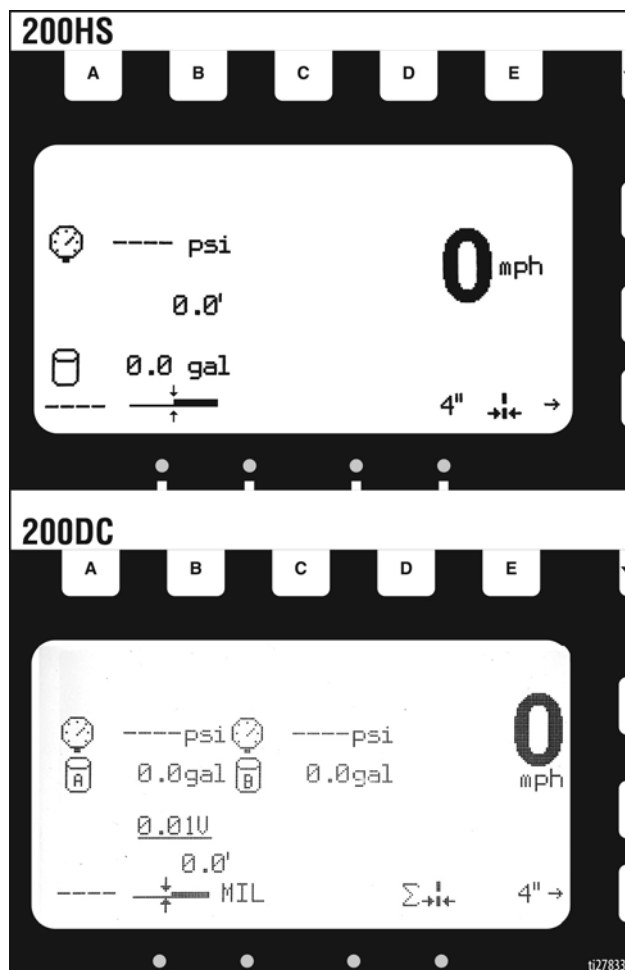 200HS
A B C D E
---- psi
0 mph
0.0'
0.0 gal
---- 4" →
200DC
A B C D E
0
----psi ----psi
mph
A 0.0gal B 0.0gal
0.01V
0.0'
---- MIL Σ 4" →
ti27833